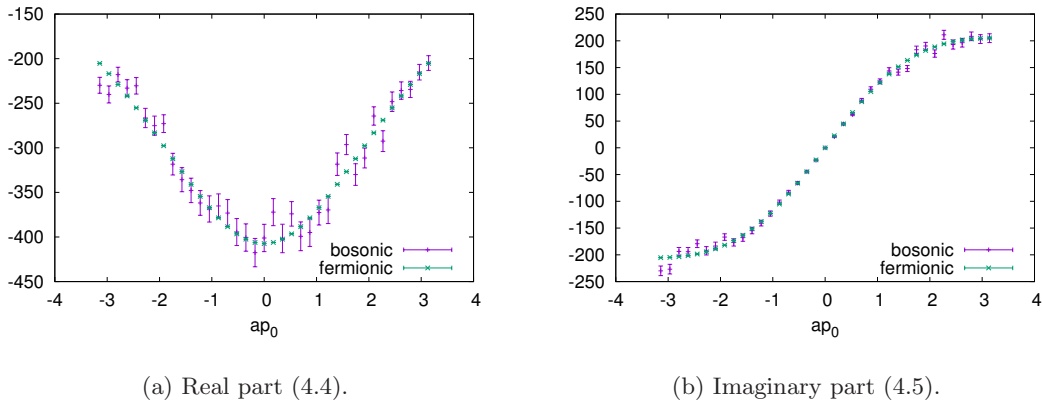 -150
-200
-250
-300
-350
-400
-450
-4 -3 -2 -1 0 1 2 3 4
ap0
bosonic
fermionic
(a) Real part (4.4).
250
200
150
100
50
0
-50
-100
-150
-200
-250
-4 -3 -2 -1 0 1 2 3 4
ap0
bosonic
fermionic
(b) Imaginary part (4.5).